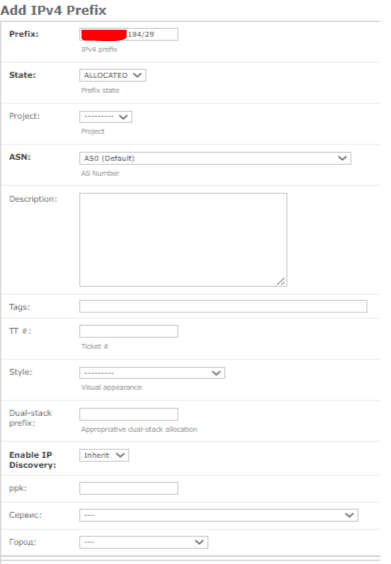 Add IPv4 Prefix
Prefix: 184/29
IPv4 prefix
State: ALLOCATED
Prefix state
Project: ---------
Project
ASN: AS0 (Default)
AS Number
Description:
Tags:
TT #:
Ticket #
Style: ---------
Visual appearance
Dual-stack
prefix:
Appropriative dual-stack allocation
Enable IP
Discovery: Inherit
ppk:
Сервис: ---
Город: ---